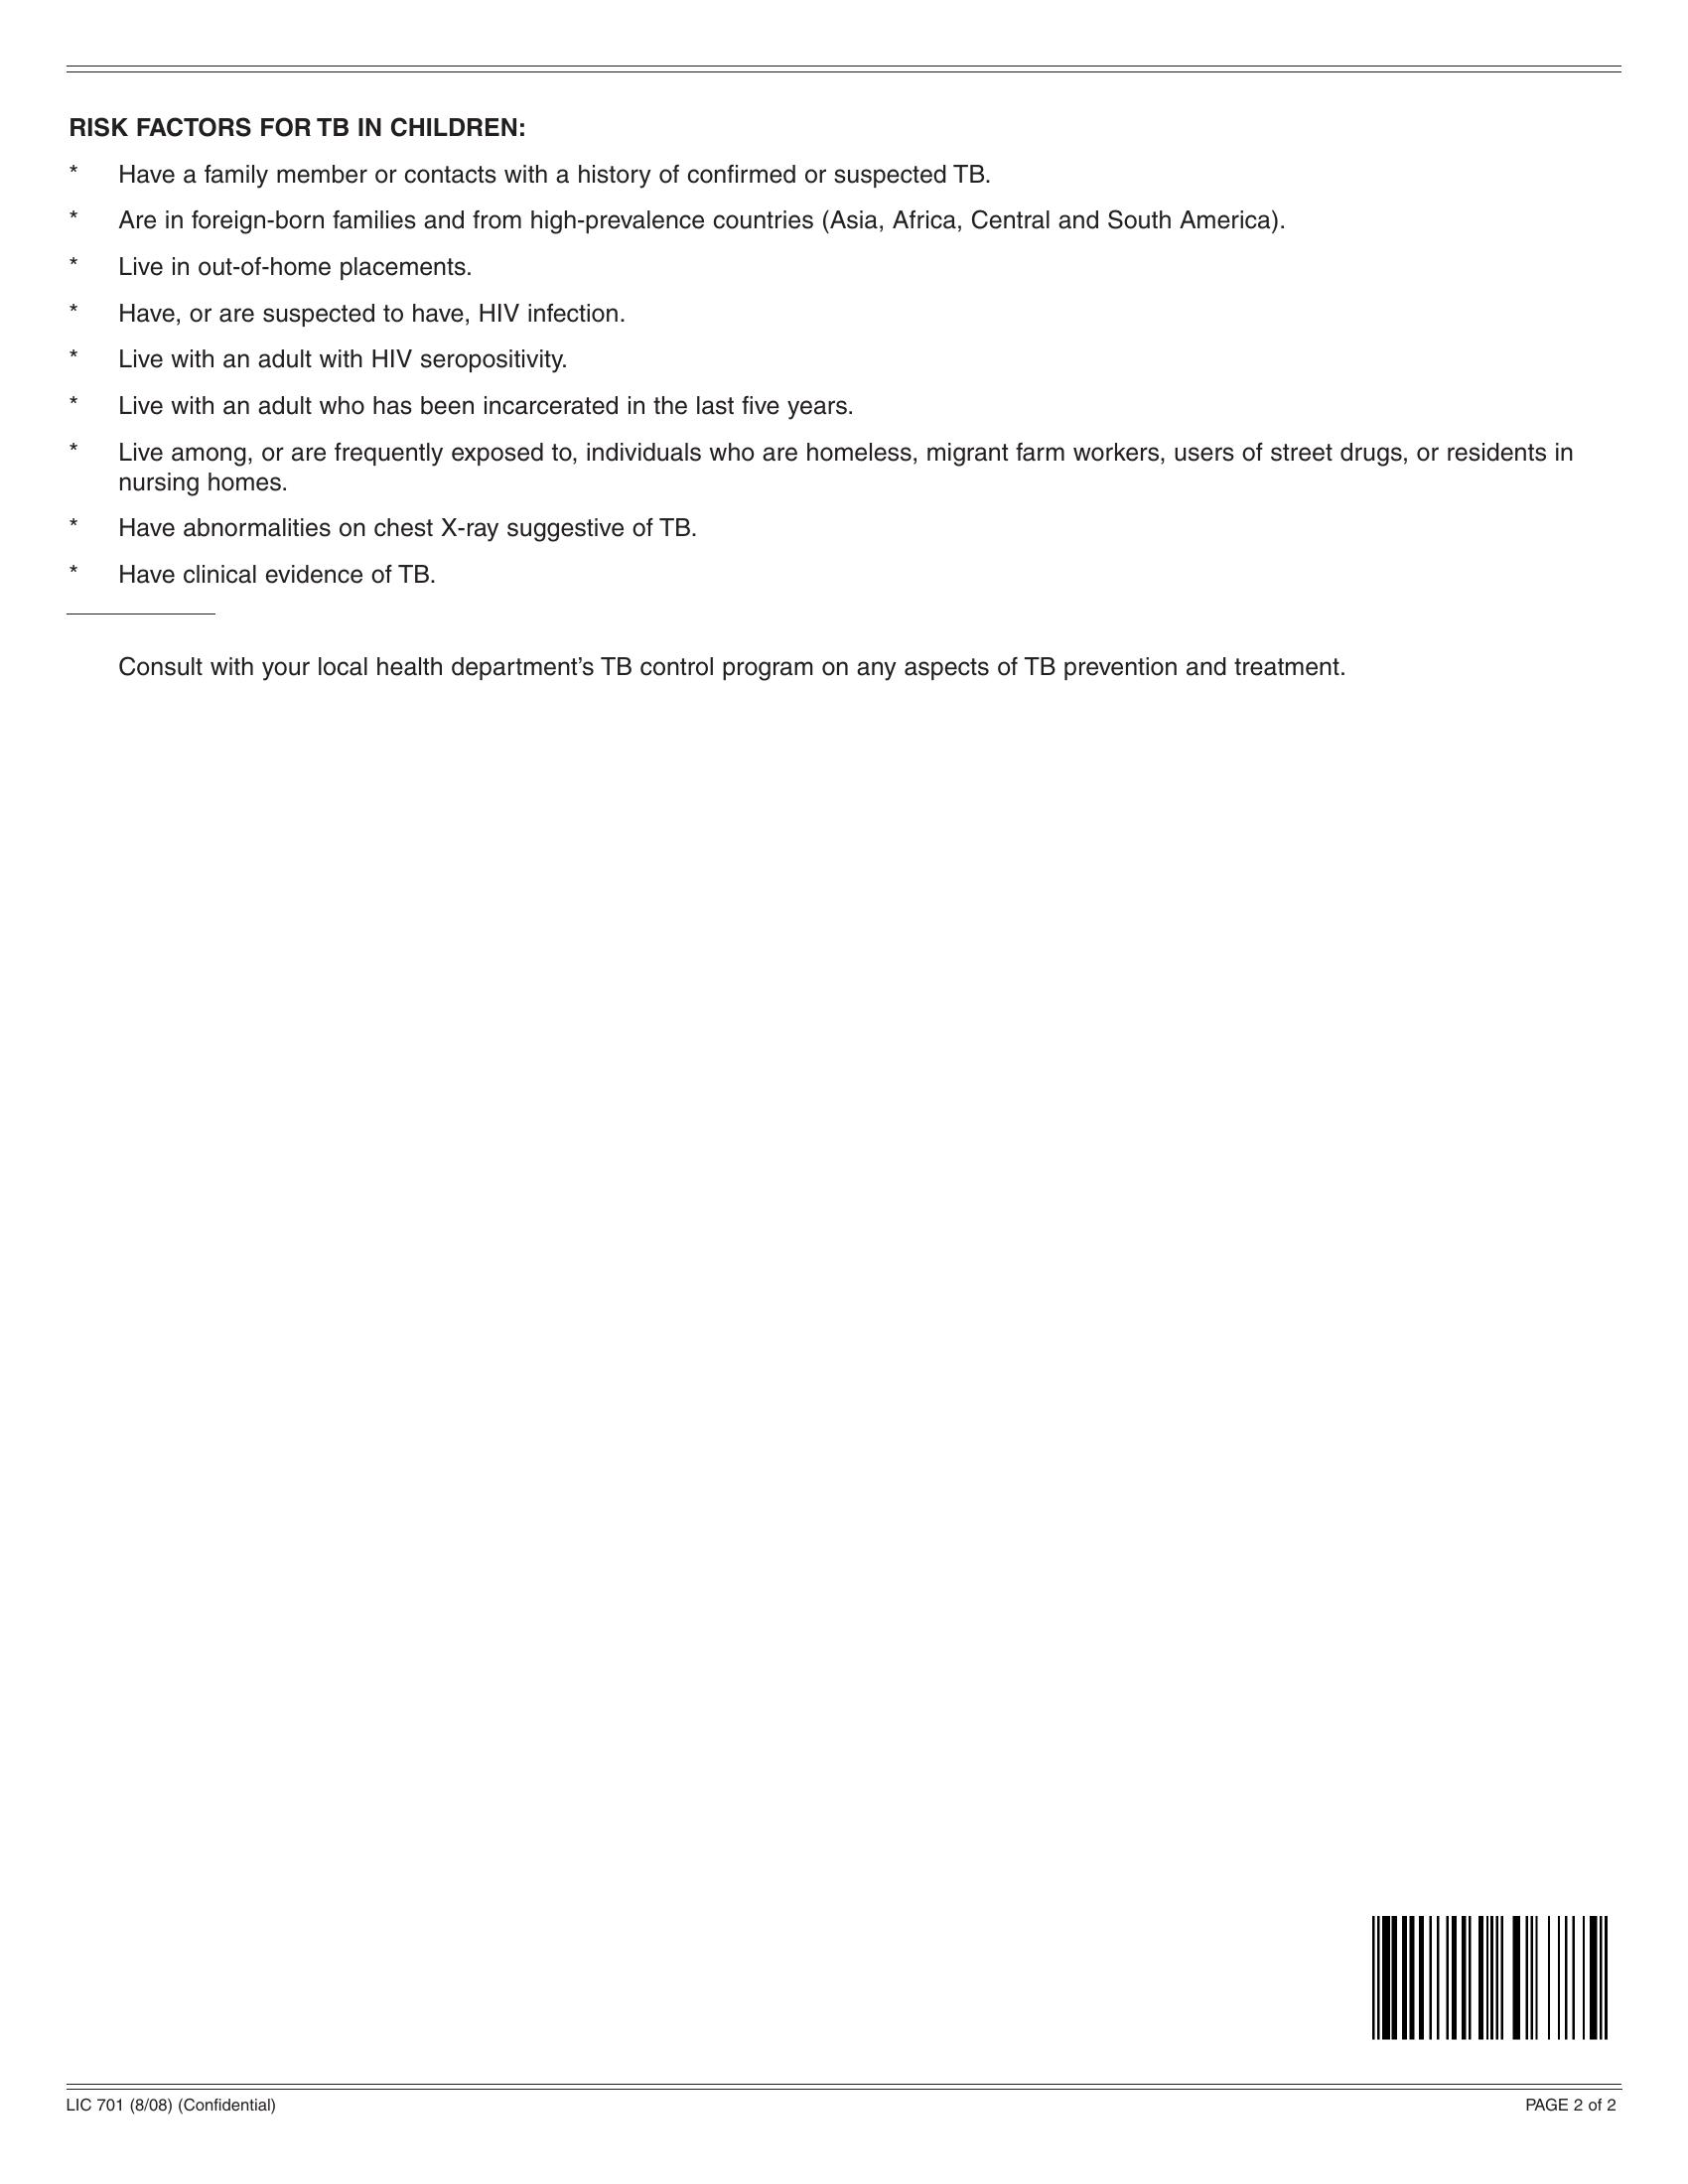 RISK FACTORS FOR TB IN CHILDREN:
* Have a family member or contacts with a history of confirmed or suspected TB.
* Are in foreign-born families and from high-prevalence countries (Asia, Africa, Central and South America).
* Live in out-of-home placements.
* Have, or are suspected to have, HIV infection.
* Live with an adult with HIV seropositivity.
* Live with an adult who has been incarcerated in the last five years.
* Live among, or are frequently exposed to, individuals who are homeless, migrant farm workers, users of street drugs, or residents in
nursing homes.
* Have abnormalities on chest X-ray suggestive of TB.
* Have clinical evidence of TB.
Consult with your local health department’s TB control program on any aspects of TB prevention and treatment.
LIC 701 (8/08) (Confidential) PAGE 2 of 2